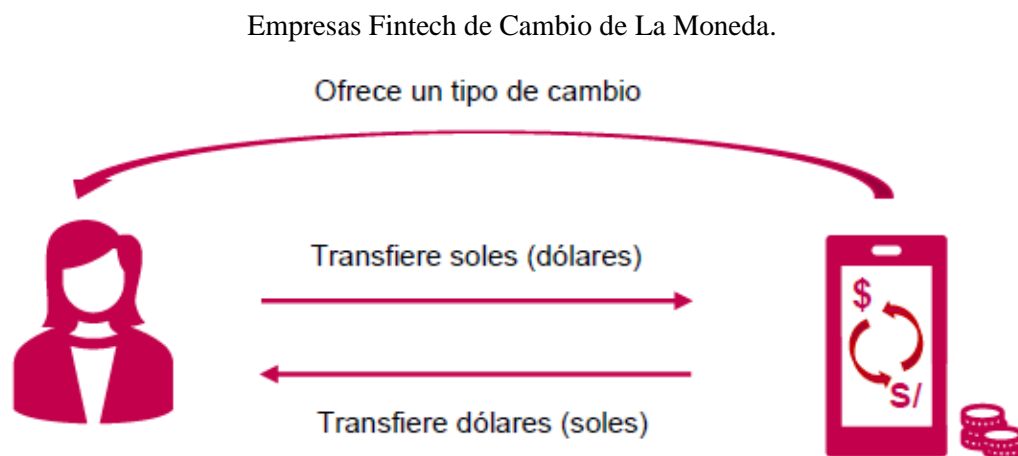 Empresas Fintech de Cambio de La Moneda.
Ofrece un tipo de cambio
Transfiere soles (dólares)
$
S/
Transfiere dólares (soles)